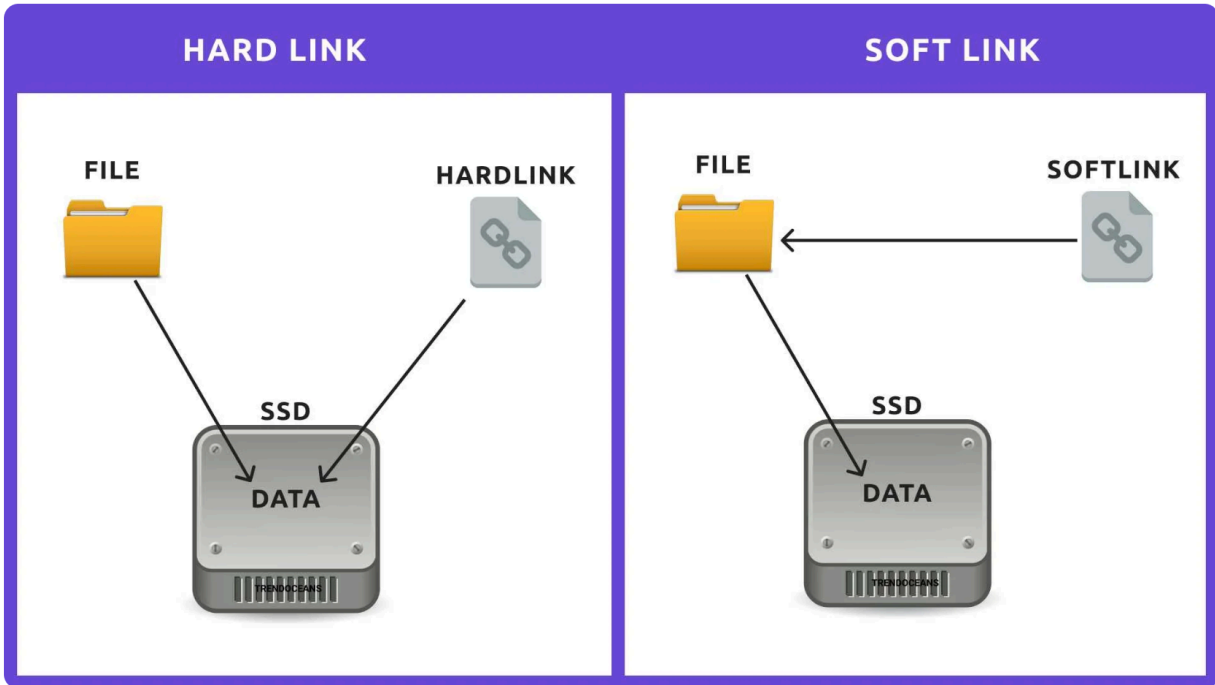 HARD LINK
FILE
HARDLINK
SSD
DATA
TRENDOCEANS
SOFT LINK
FILE
SOFTLINK
SSD
DATA
TRENDOCEANS